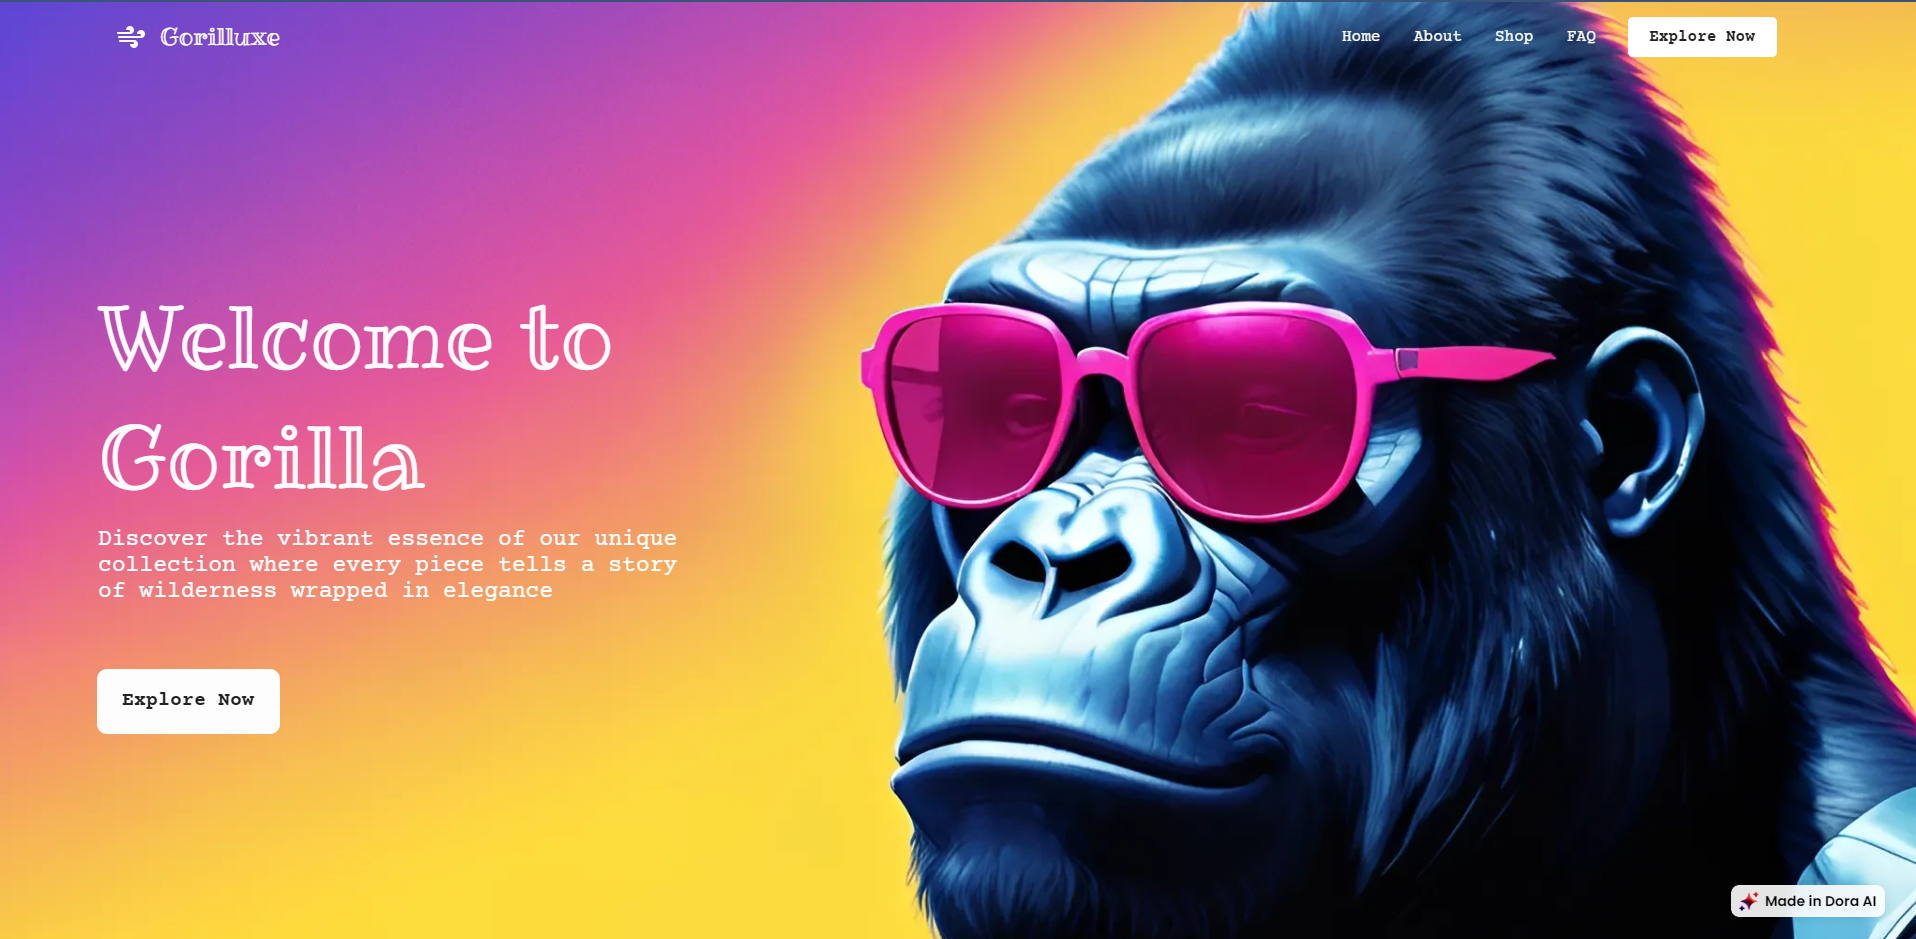 Gorilluxe
Home About Shop FAQ Explore Now
Welcome to
Gorilla
Discover the vibrant essence of our unique
collection where every piece tells a story
of wilderness wrapped in elegance
Explore Now
Made in Dora AI